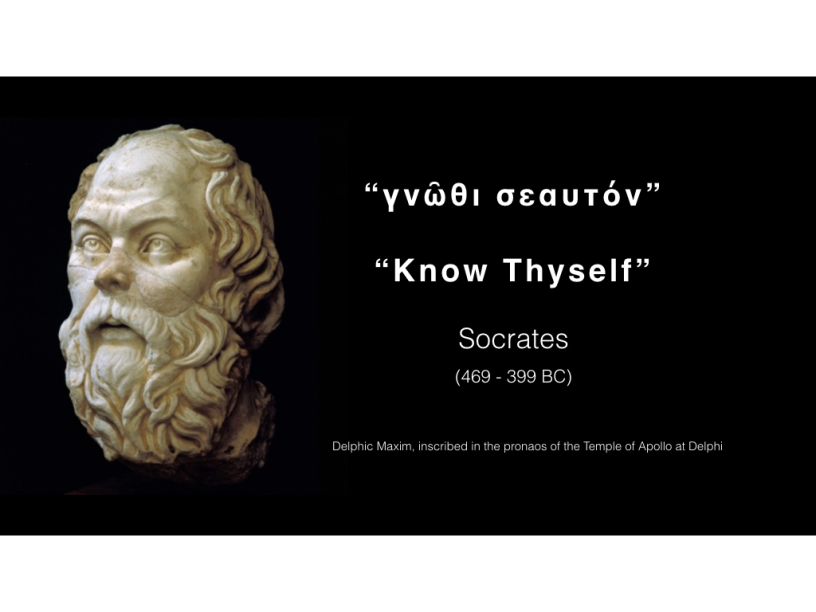 “γνῶθι σεαυτόν”
“Know Thyself”
Socrates
(469 - 399 BC)
Delphic Maxim, inscribed in the pronaos of the Temple of Apollo at Delphi